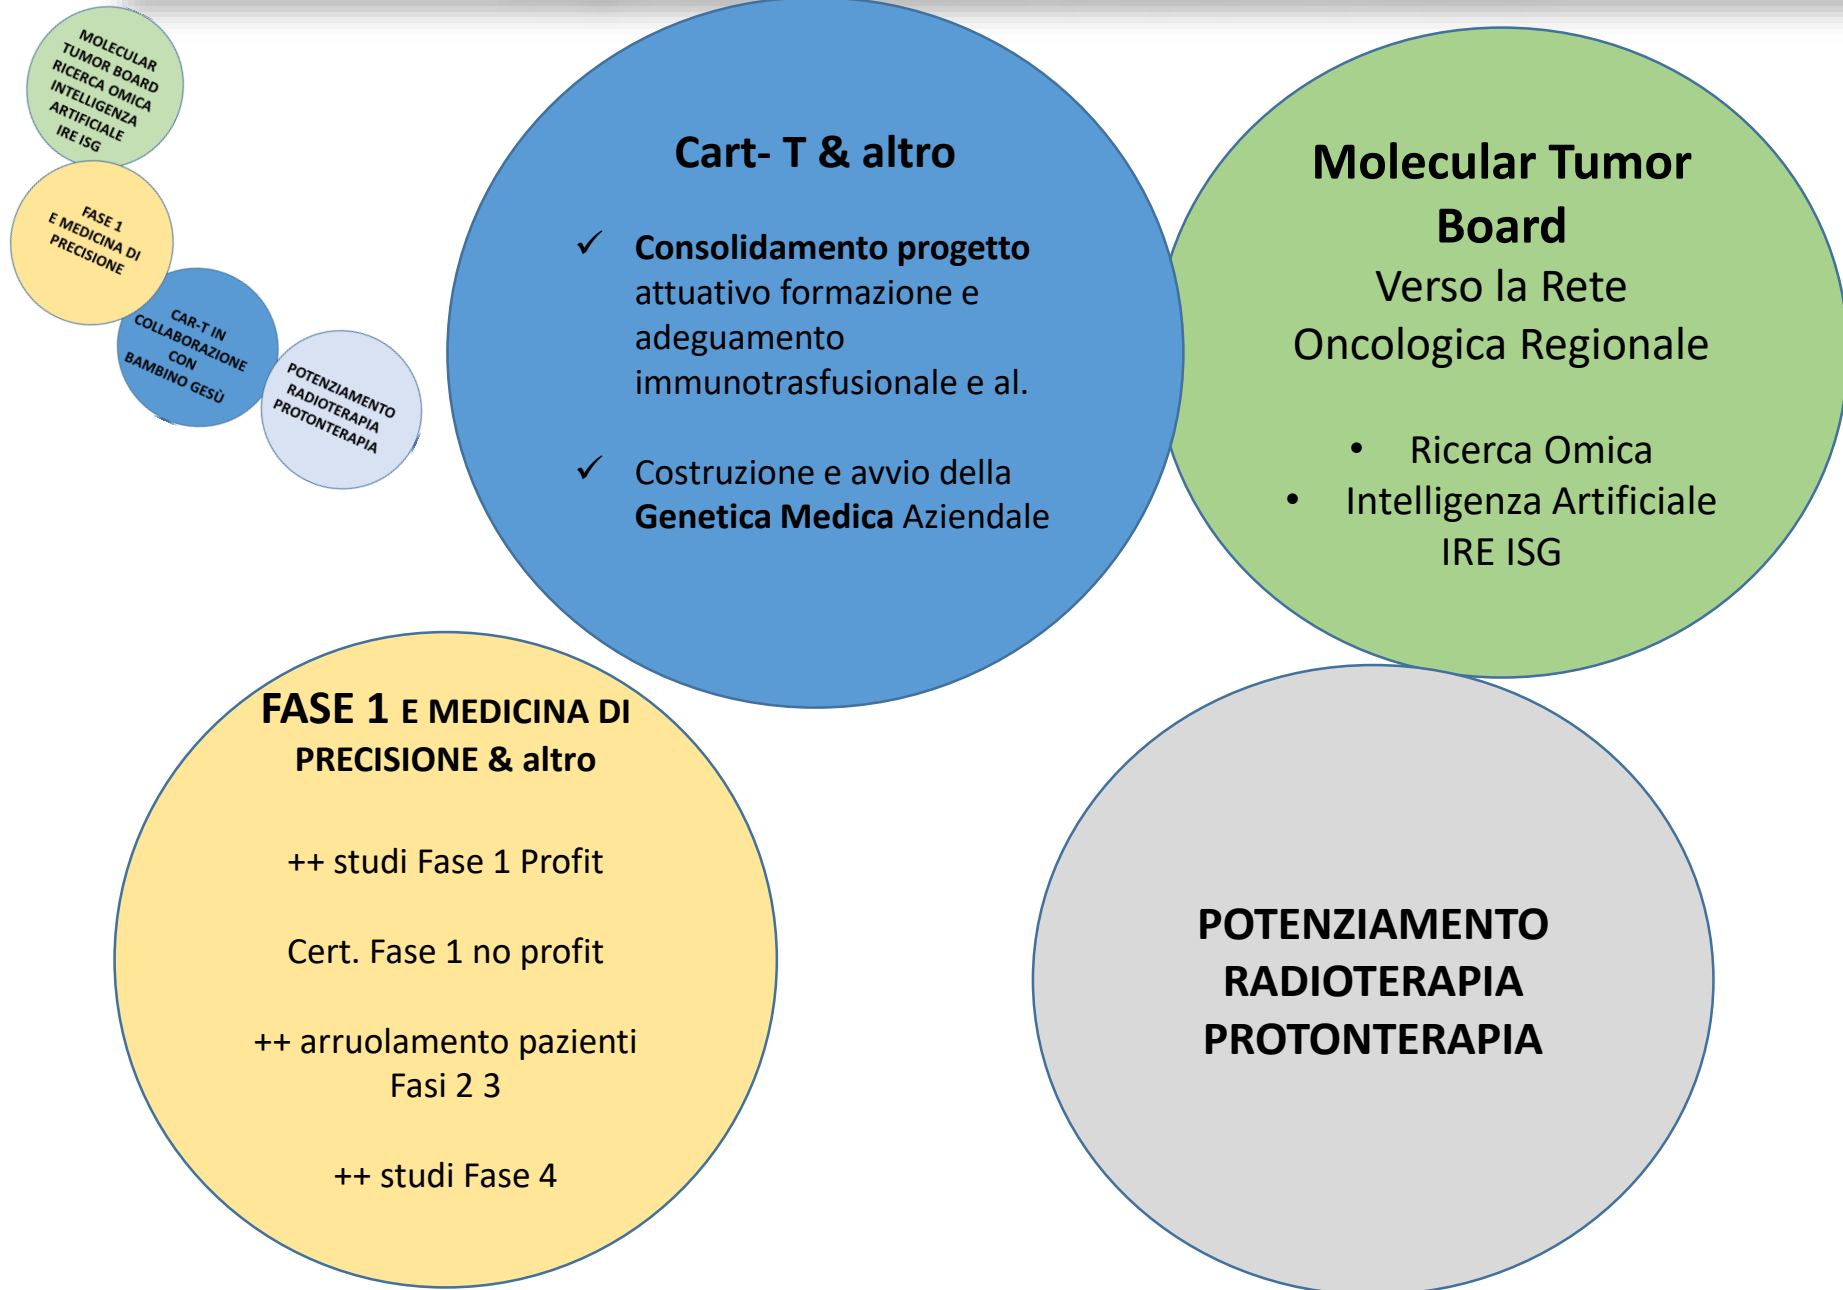 MOLECULAR
TUMOR BOARD
RICERCA OMICA
INTELLIGENZA
ARTIFICIALE
IRE ISG
FASE 1
E MEDICINA DI
PRECISIONE
CAR-T IN
COLLABORAZIONE
CON
BAMBINO GESÙ
POTENZIAMENTO
RADIOTERAPIA
PROTONTERAPIA
Cart- T & altro
✓ Consolidamento progetto
attuativo formazione e
adeguamento
immunotrasfusionale e al.
✓ Costruzione e avvio della
Genetica Medica Aziendale
Molecular Tumor
Board
Verso la Rete
Oncologica Regionale
• Ricerca Omica
• Intelligenza Artificiale
IRE ISG
FASE 1 E MEDICINA DI
PRECISIONE & altro
++ studi Fase 1 Profit
Cert. Fase 1 no profit
++ arruolamento pazienti
Fasi 2 3
++ studi Fase 4
POTENZIAMENTO
RADIOTERAPIA
PROTONTERAPIA